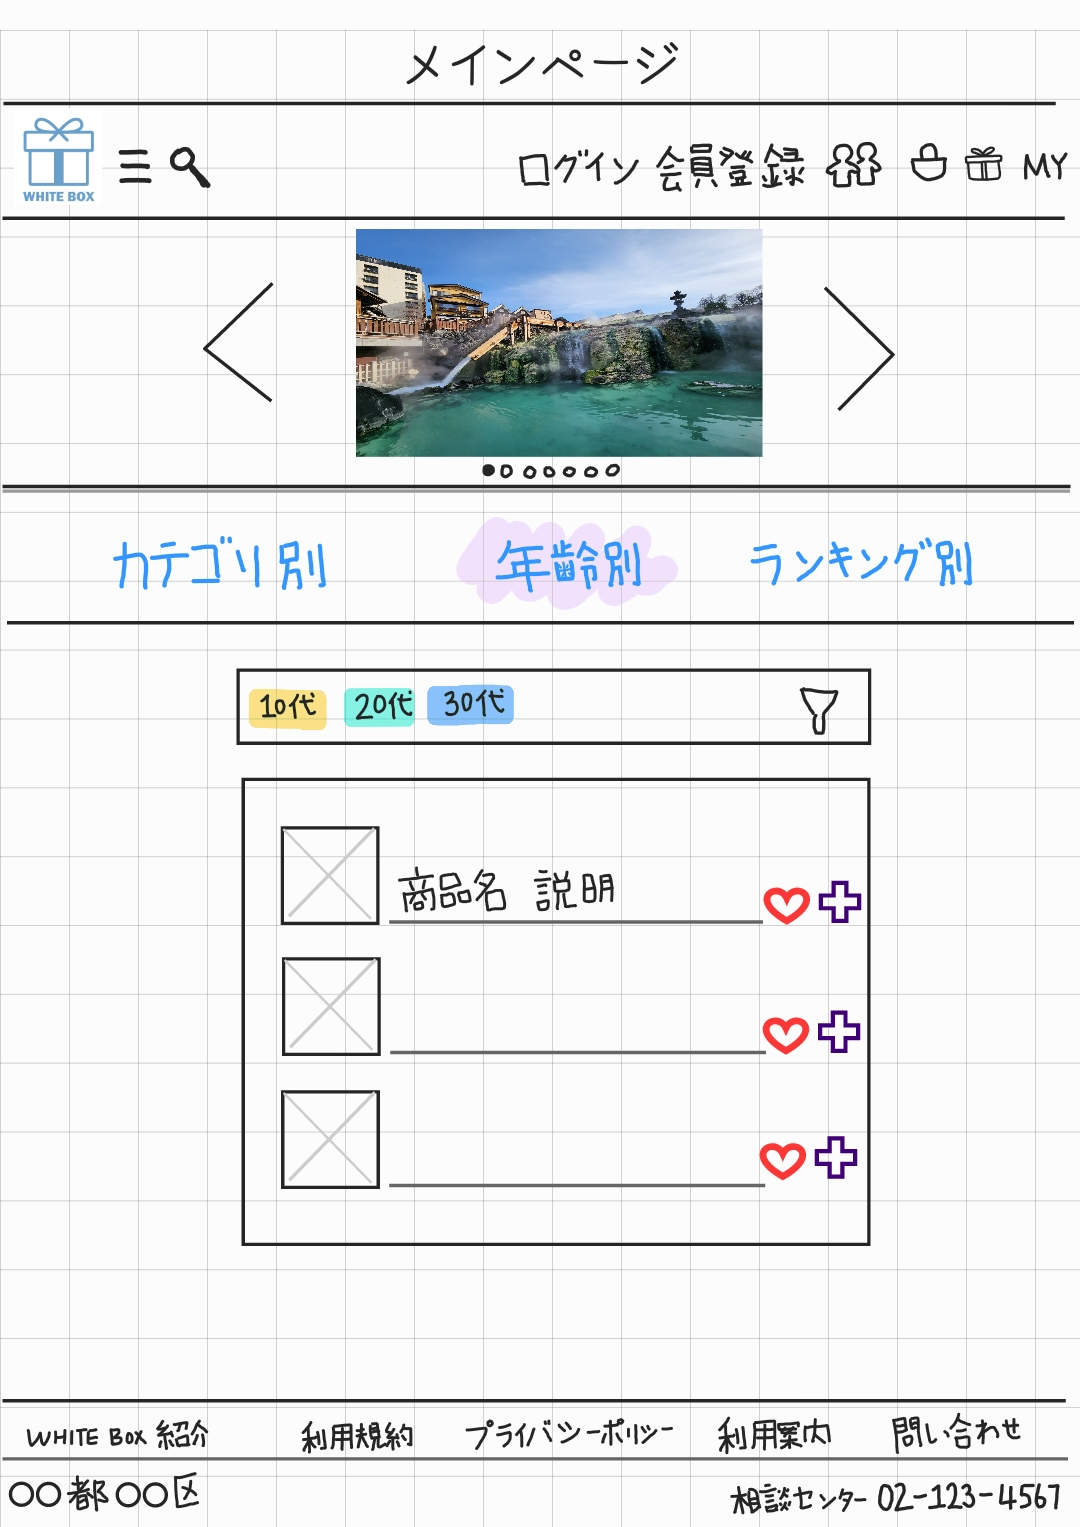 メインページ
WHITE BOX
ログイン 会員登録 MY
カテゴリ別 年齢別 ランキング別
10代 20代 30代
商品名 説明
WHITE BOX 紹介 利用規約 プライバシーポリシー 利用案内 問い合わせ
○○都○○区 相談センター 02-123-4567